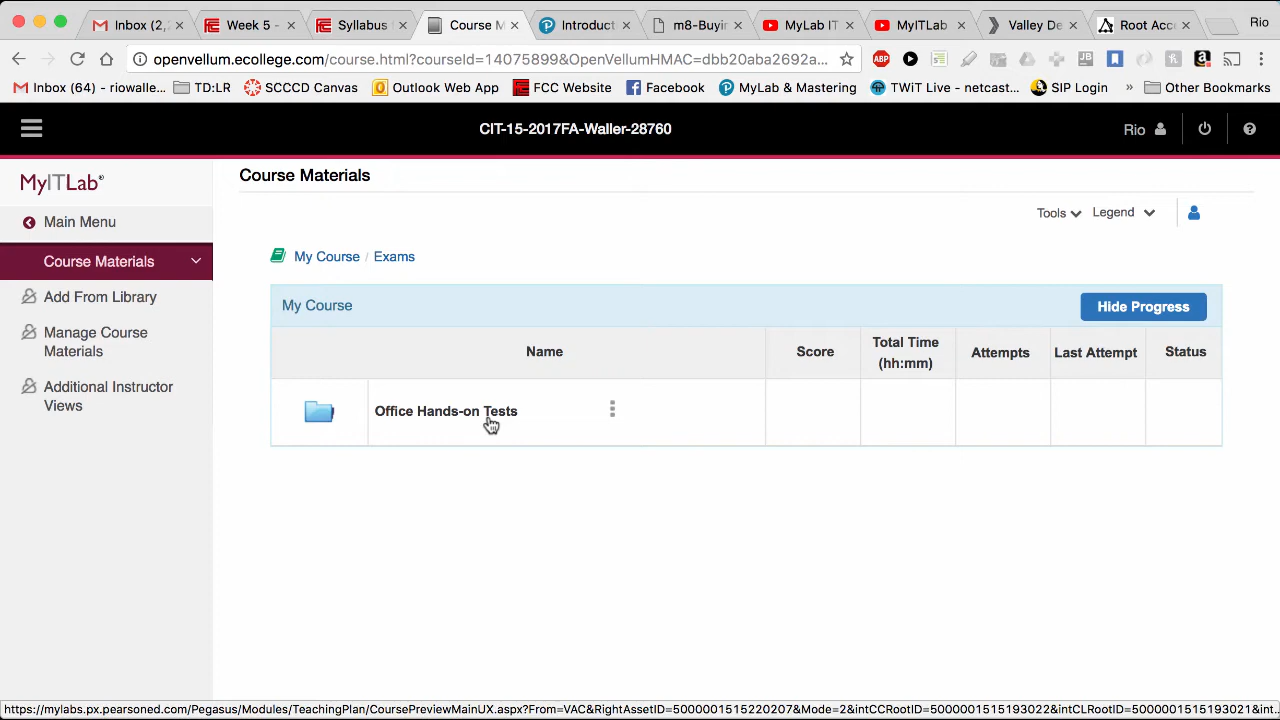 Inbox (2,
Week 5 -
Syllabus
Course M
Introduct
m8-Buyin
MyLab IT
MyITLab
Valley De
Root Acc
Rio
openvellum.ecollege.com/course.html?courseId=14075899&OpenVellumHMAC=dbb20aba2692a...
Inbox (64) - riowalle...
TD:LR
SCCCD Canvas
Outlook Web App
FCC Website
Facebook
MyLab & Mastering
TWiT Live - netcast...
SIP Login
»
Other Bookmarks
CIT-15-2017FA-Waller-28760
Rio
MyITLab®
Course Materials
Main Menu
Tools
Legend
Course Materials
My Course / Exams
Add From Library
Manage Course
Materials
Additional Instructor
Views
My Course
Hide Progress
Name
Score
Total Time
(hh:mm)
Attempts
Last Attempt
Status
Office Hands-on Tests
https://mylabs.px.pearsoned.com/Pegasus/Modules/TeachingPlan/CoursePreviewMainUX.aspx?From=VAC&RightAssetID=5000001515220207&Mode=2&intCCRootID=5000001515193022&intCLRootID=5000001515193021&int.